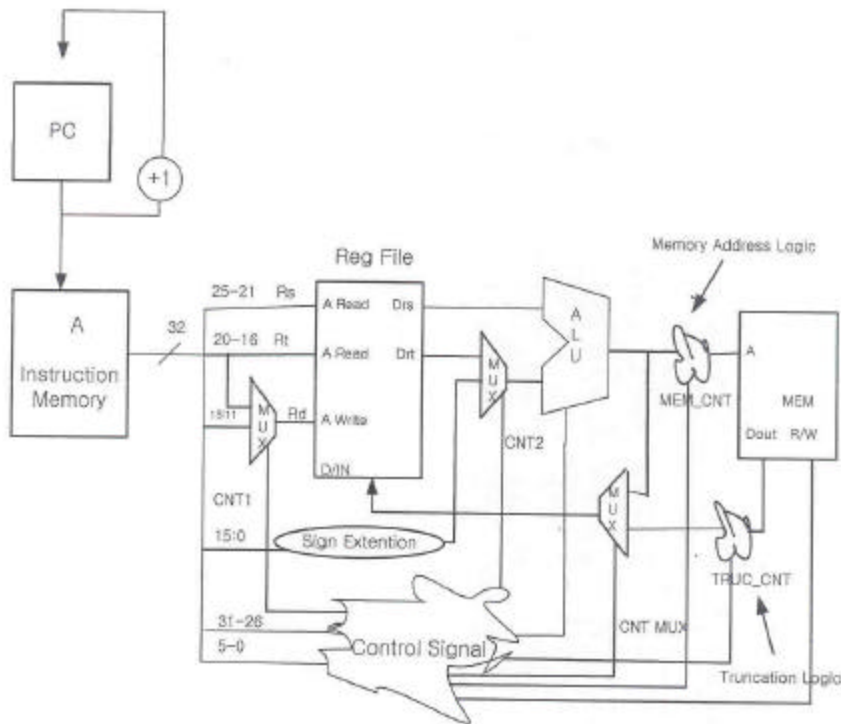 PC
+1
Memory Address Logic
Reg File
25-21 Rs
A Read
Drs
A
L
U
32
20-16 Rt
A Read
Drt
M
U
X
A
Instruction
Memory
A
MEM
MEM_CNT
M
U
X
Rd
A Write
Dout R/W
CNT2
D/IN
CNT1
M
U
X
15:0
Sign Extention
TRUC_CNT
31-26
Control Signal
CNT MUX
5-0
Truncation Logic